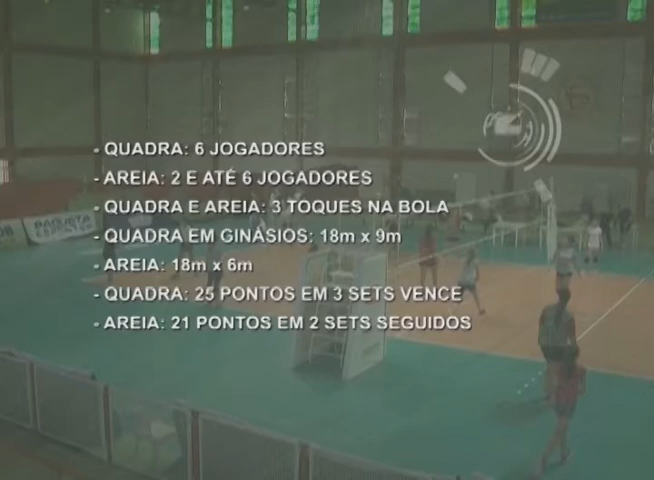 - QUADRA: 6 JOGADORES
- AREIA: 2 E ATÉ 6 JOGADORES
- QUADRA E AREIA: 3 TOQUES NA BOLA
- QUADRA EM GINÁSIOS: 18m x 9m
- AREIA: 18m x 6m
- QUADRA: 25 PONTOS EM 3 SETS VENCE
- AREIA: 21 PONTOS EM 2 SETS SEGUIDOS